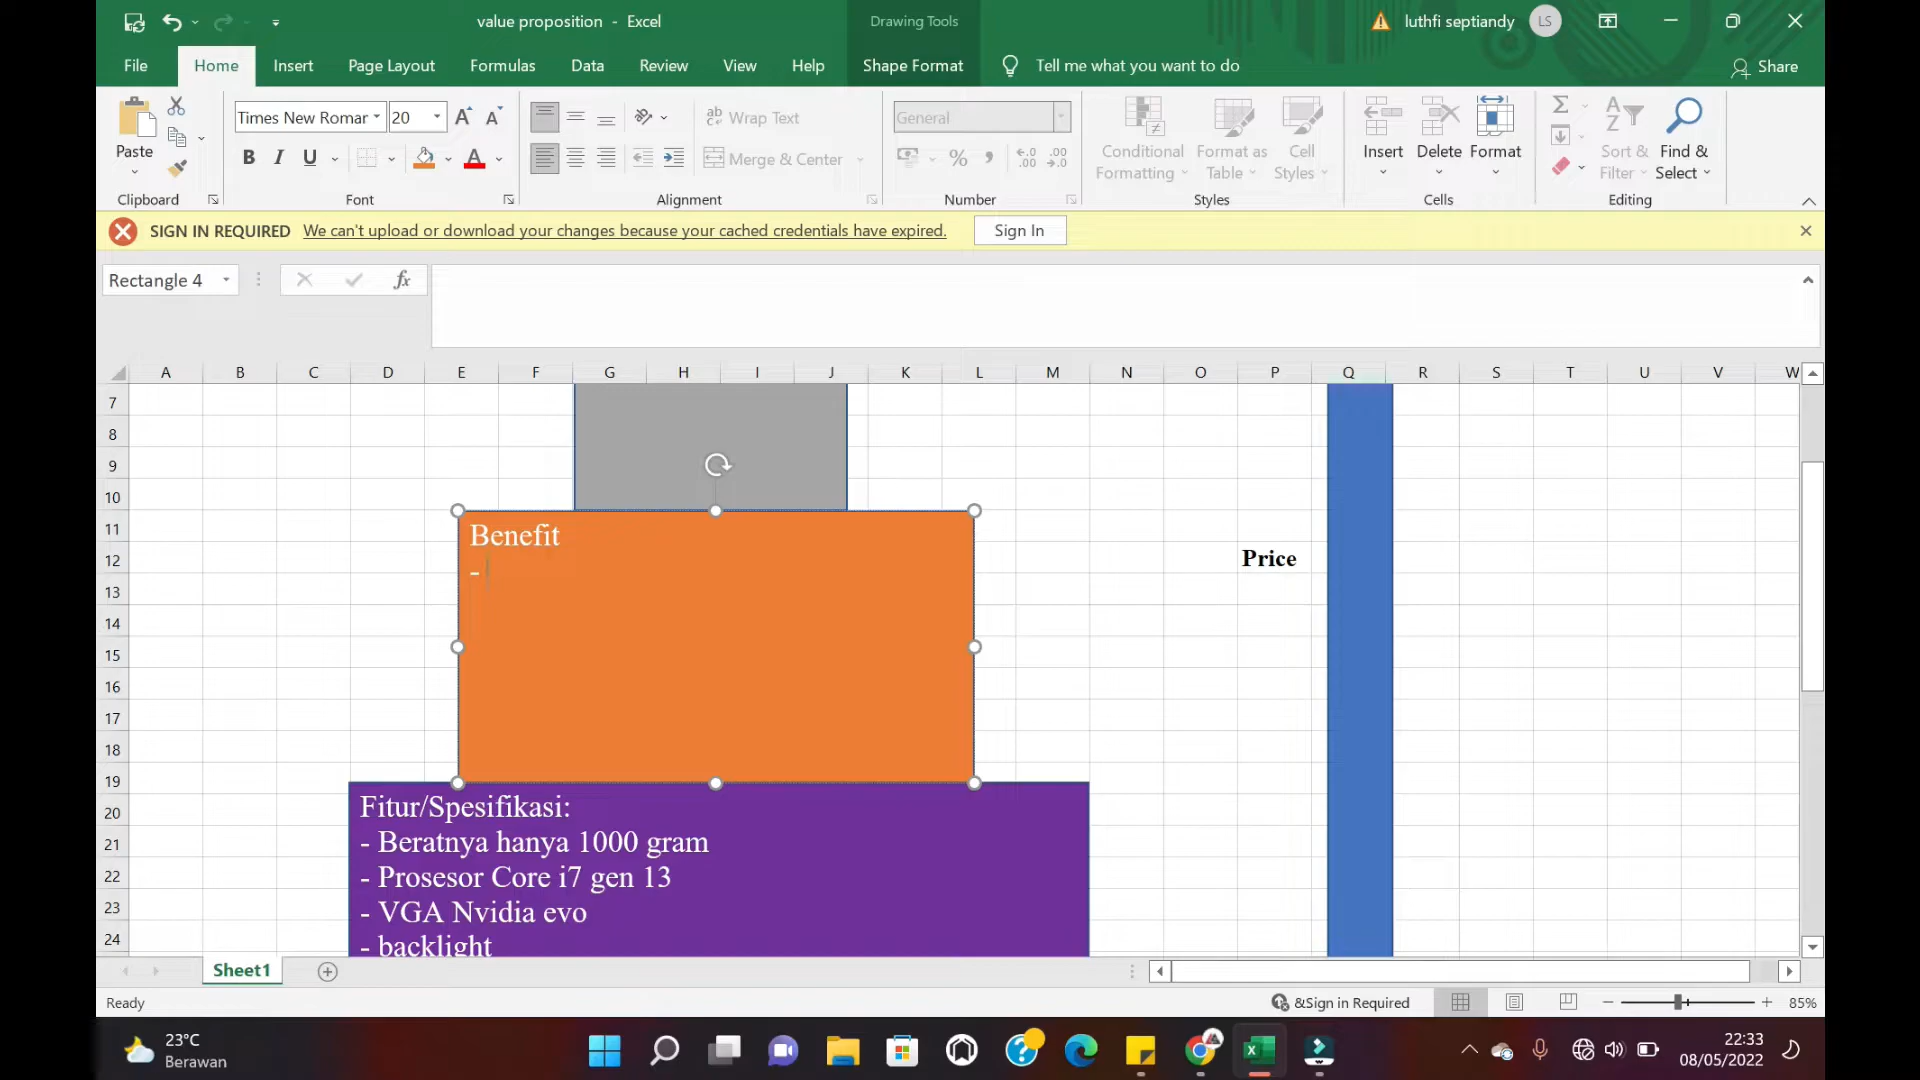 value proposition - Excel
Drawing Tools
luthfi septiandy
LS
File
Home
Insert
Page Layout
Formulas
Data
Review
View
Help
Shape Format
Tell me what you want to do
Share
Paste
Times New Romar
20
B I U
A
Wrap Text
Merge & Center
General
% 
Conditional Formatting
Format as Table
Cell Styles
Insert
Delete
Format
Sort & Filter
Find & Select
Clipboard
Font
Alignment
Number
Styles
Cells
Editing
SIGN IN REQUIRED We can't upload or download your changes because your cached credentials have expired.
Sign In
Rectangle 4
fx
A B C D E F G H I J K L M N O P Q R S T U V W
7
8
9
10
11
12
13
14
15
16
17
18
19
20
21
22
23
24
Benefit
-
Price
Fitur/Spesifikasi:
- Beratnya hanya 1000 gram
- Prosesor Core i7 gen 13
- VGA Nvidia evo
- backlight
Sheet1
Ready
&Sign in Required
85%
23°C
Berawan
22:33
08/05/2022